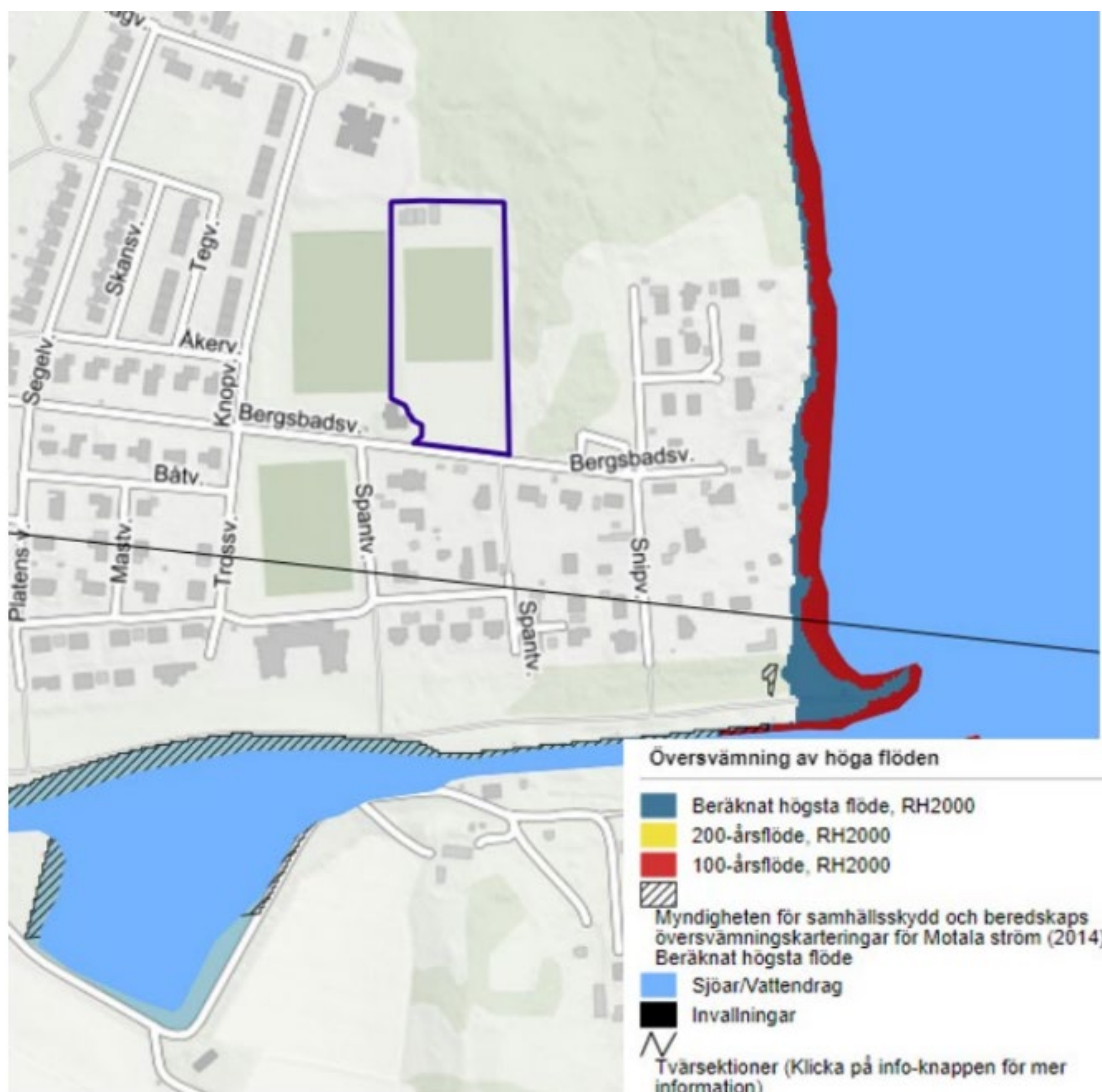 Skansv.
Tegv.
Åkerv.
Segelv.
Knopv.
Bergsbadsv.
Båtv.
Bergsbadsv.
Platens v.
Mastv.
Trossv.
Spantv.
Snipv.
Spantv.
Översvämning av höga flöden
Beräknat högsta flöde, RH2000
200-årsflöde, RH2000
100-årsflöde, RH2000
Myndigheten för samhällsskydd och beredskaps
översvämningskarteringar för Motala ström (2014)
Beräknat högsta flöde
Sjöar/Vattendrag
Invallningar
Tvärsektioner (Klicka på info-knappen för mer
information)